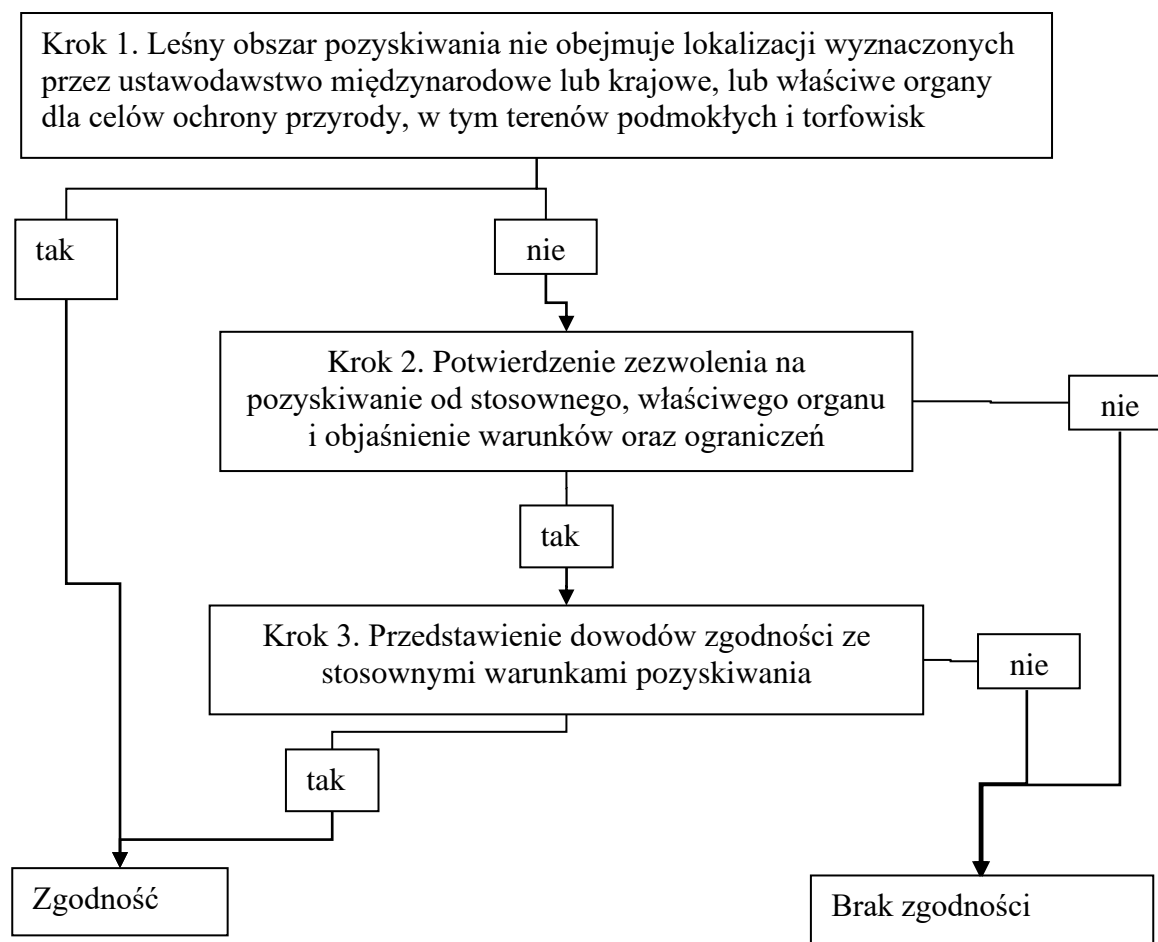 Krok 1. Leśny obszar pozyskiwania nie obejmuje lokalizacji wyznaczonych
przez ustawodawstwo międzynarodowe lub krajowe, lub właściwe organy
dla celów ochrony przyrody, w tym terenów podmokłych i torfowisk
tak
nie
Krok 2. Potwierdzenie zezwolenia na
pozyskiwanie od stosownego, właściwego organu
i objaśnienie warunków oraz ograniczeń
nie
tak
Krok 3. Przedstawienie dowodów zgodności ze
stosownymi warunkami pozyskiwania
nie
tak
Zgodność
Brak zgodności